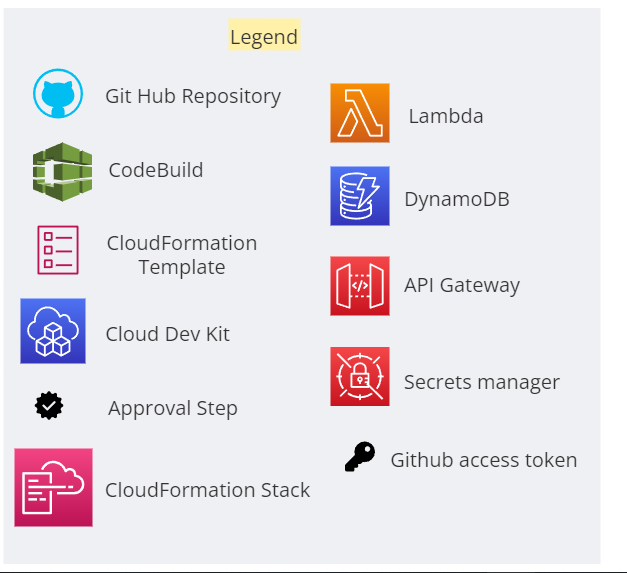 Legend
Git Hub Repository
CodeBuild
CloudFormation
Template
Cloud Dev Kit
Approval Step
CloudFormation Stack
Lambda
DynamoDB
API Gateway
Secrets manager
Github access token